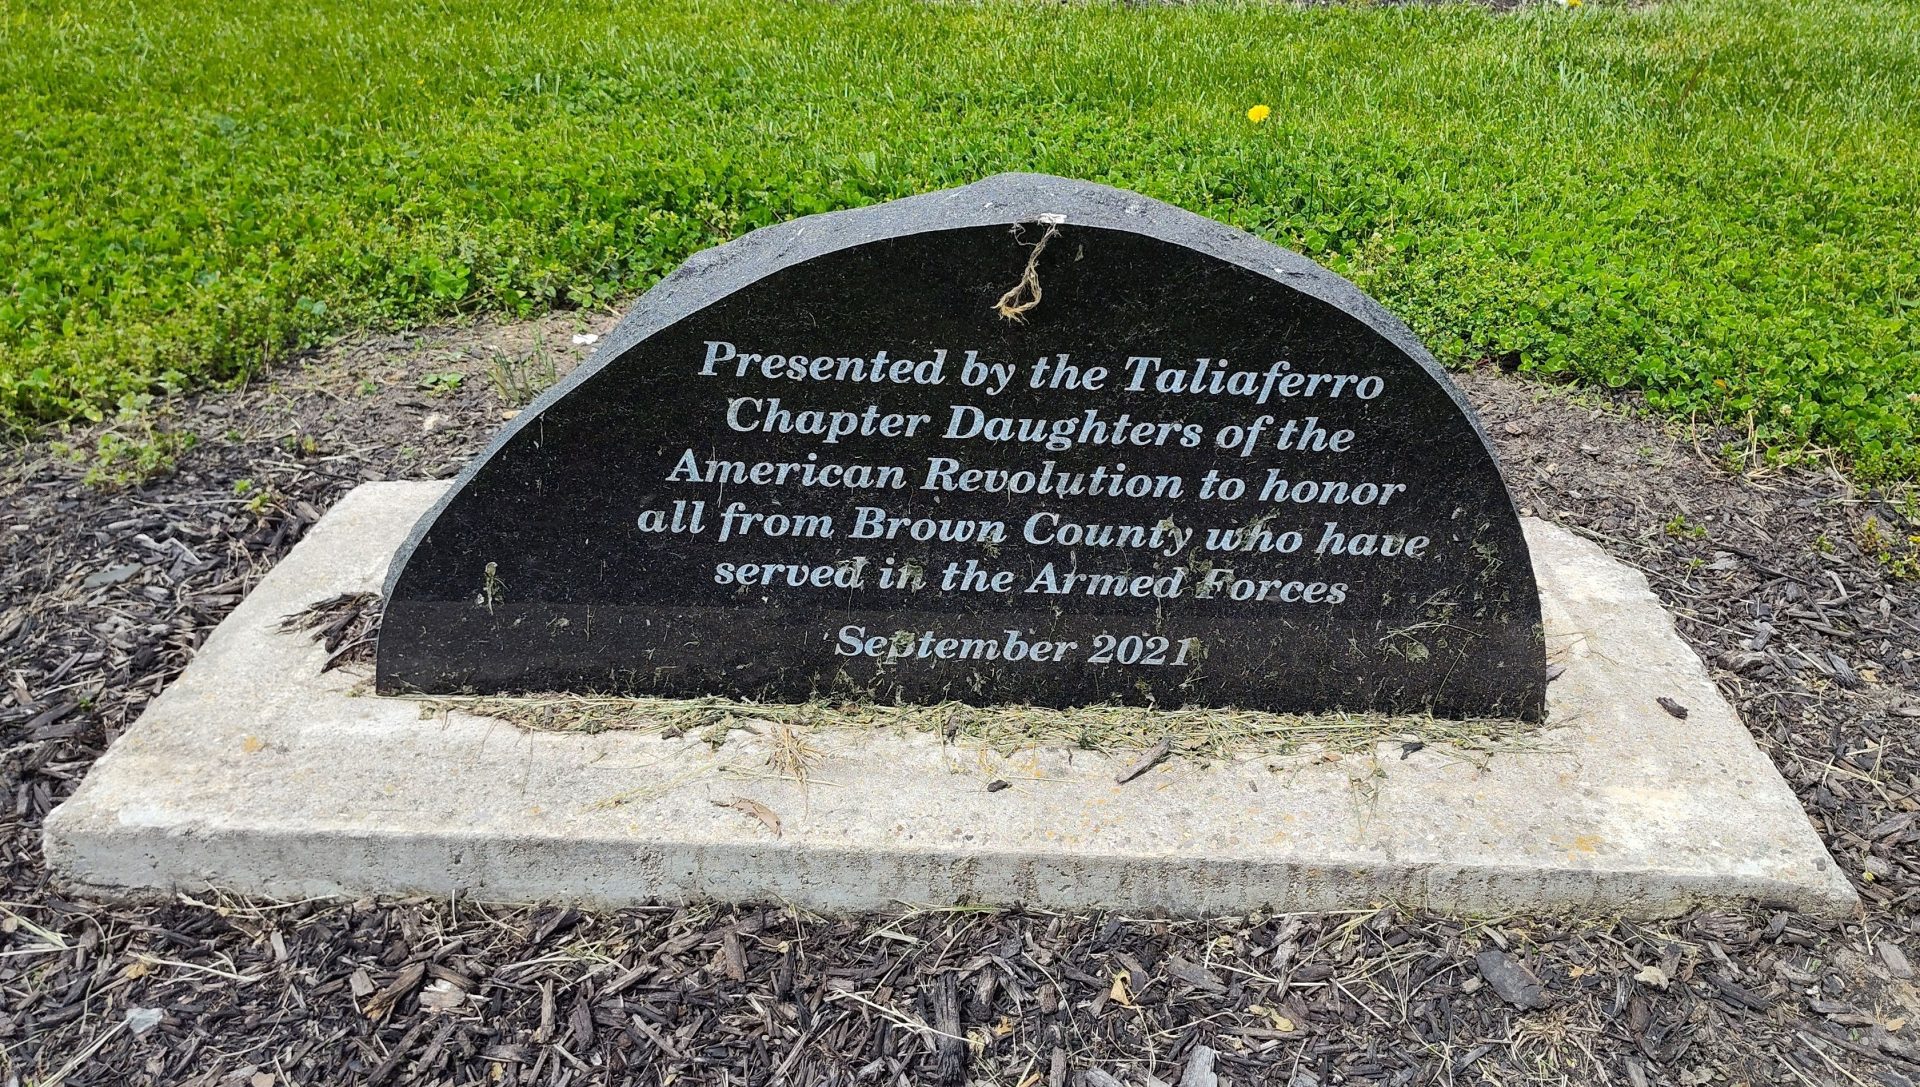 Presented by the Taliaferro
Chapter Daughters of the
American Revolution to honor
all from Brown County who have
served in the Armed Forces
September 2021